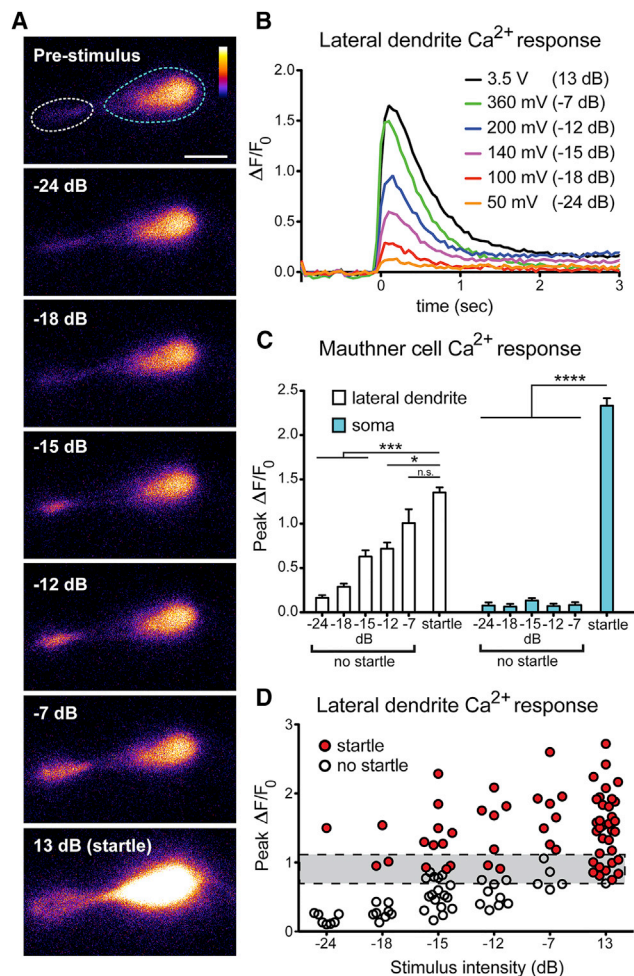 A
Pre-stimulus
-24 dB
-18 dB
-15 dB
-12 dB
-7 dB
13 dB (startle)
B
Lateral dendrite Ca2+ response
ΔF/F0
2.0
1.5
1.0
0.5
0.0
3.5 V (13 dB)
360 mV (-7 dB)
200 mV (-12 dB)
140 mV (-15 dB)
100 mV (-18 dB)
50 mV (-24 dB)
0 1 2 3
time (sec)
C
Mauthner cell Ca2+ response
Peak ΔF/F0
2.5
2.0
1.5
1.0
0.5
0.0
lateral dendrite
soma
***
*
n.s.
****
-24 -18 -15 -12 -7 startle
dB
no startle
-24 -18 -15 -12 -7 startle
dB
no startle
D
Lateral dendrite Ca2+ response
Peak ΔF/F0
3
2
1
0
startle
no startle
-24 -18 -15 -12 -7 13
Stimulus intensity (dB)